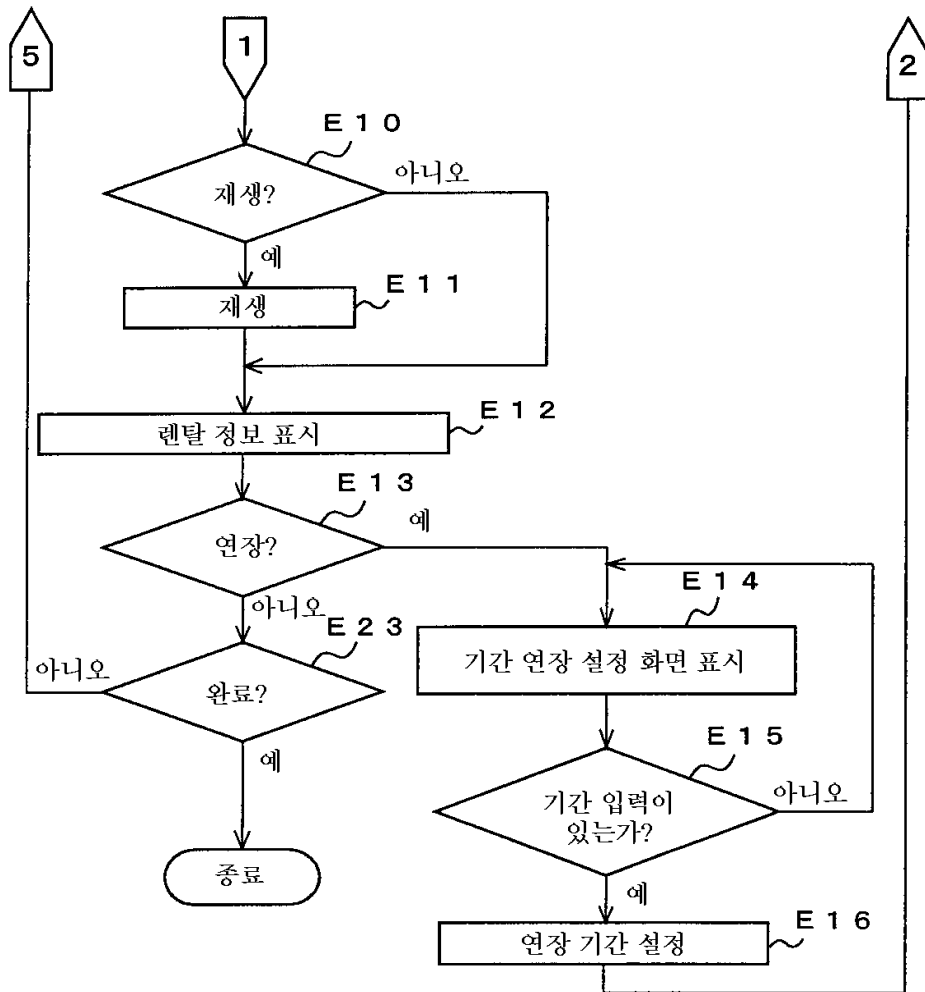 5
1
2
E10
재생?
아니오
예
E11
재생
E12
렌탈 정보 표시
E13
연장?
예
아니오
E23
완료?
아니오
예
종료
E14
기간 연장 설정 화면 표시
E15
기간 입력이
있는가?
아니오
예
E16
연장 기간 설정